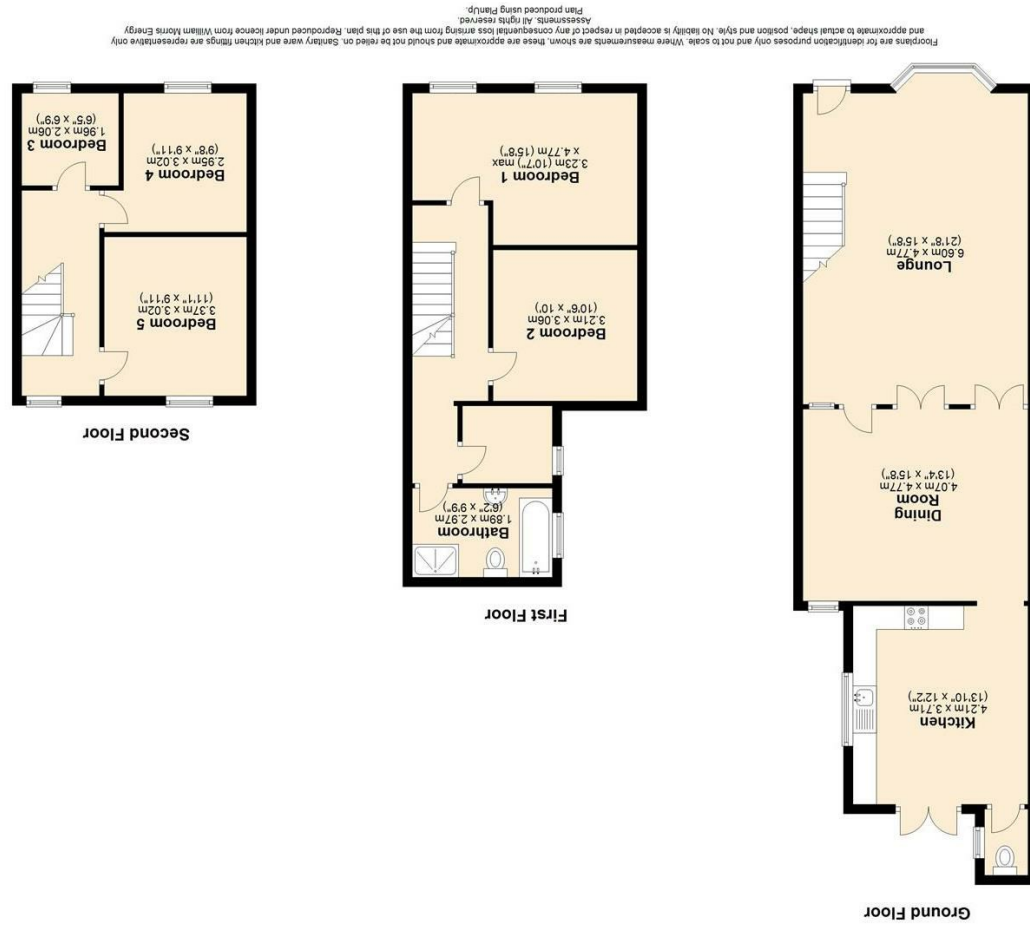 Ground Floor
Kitchen
4.21m x 3.71m
(13'10" x 12'2")
Dining
Room
4.07m x 4.77m
(13'4" x 15'8")
Lounge
6.60m x 4.77m
(21'8" x 15'8")
First Floor
Bathroom
1.89m x 2.97m
(6'2" x 9'9")
Bedroom 2
3.21m x 3.06m
(10'6" x 10')
Bedroom 1
3.23m (10'7") max
x 4.77m (15'8")
Second Floor
Bedroom 5
3.37m x 3.02m
(11'1" x 9'11")
Bedroom 4
2.95m x 3.02m
(9'8" x 9'11")
Bedroom 3
1.96m x 2.06m
(6'5" x 6'9")
Floorplans are for identification purposes only and not to scale. Where measurements are shown, these are approximate and should not be relied on. Sanitary ware and kitchen fittings are representative only
and approximate to actual shape, position and style. No liability is accepted in respect of any consequential loss arising from the use of this plan. Reproduced under licence from William Morris Energy
Assessments. All rights reserved.
Plan produced using PlanUp.